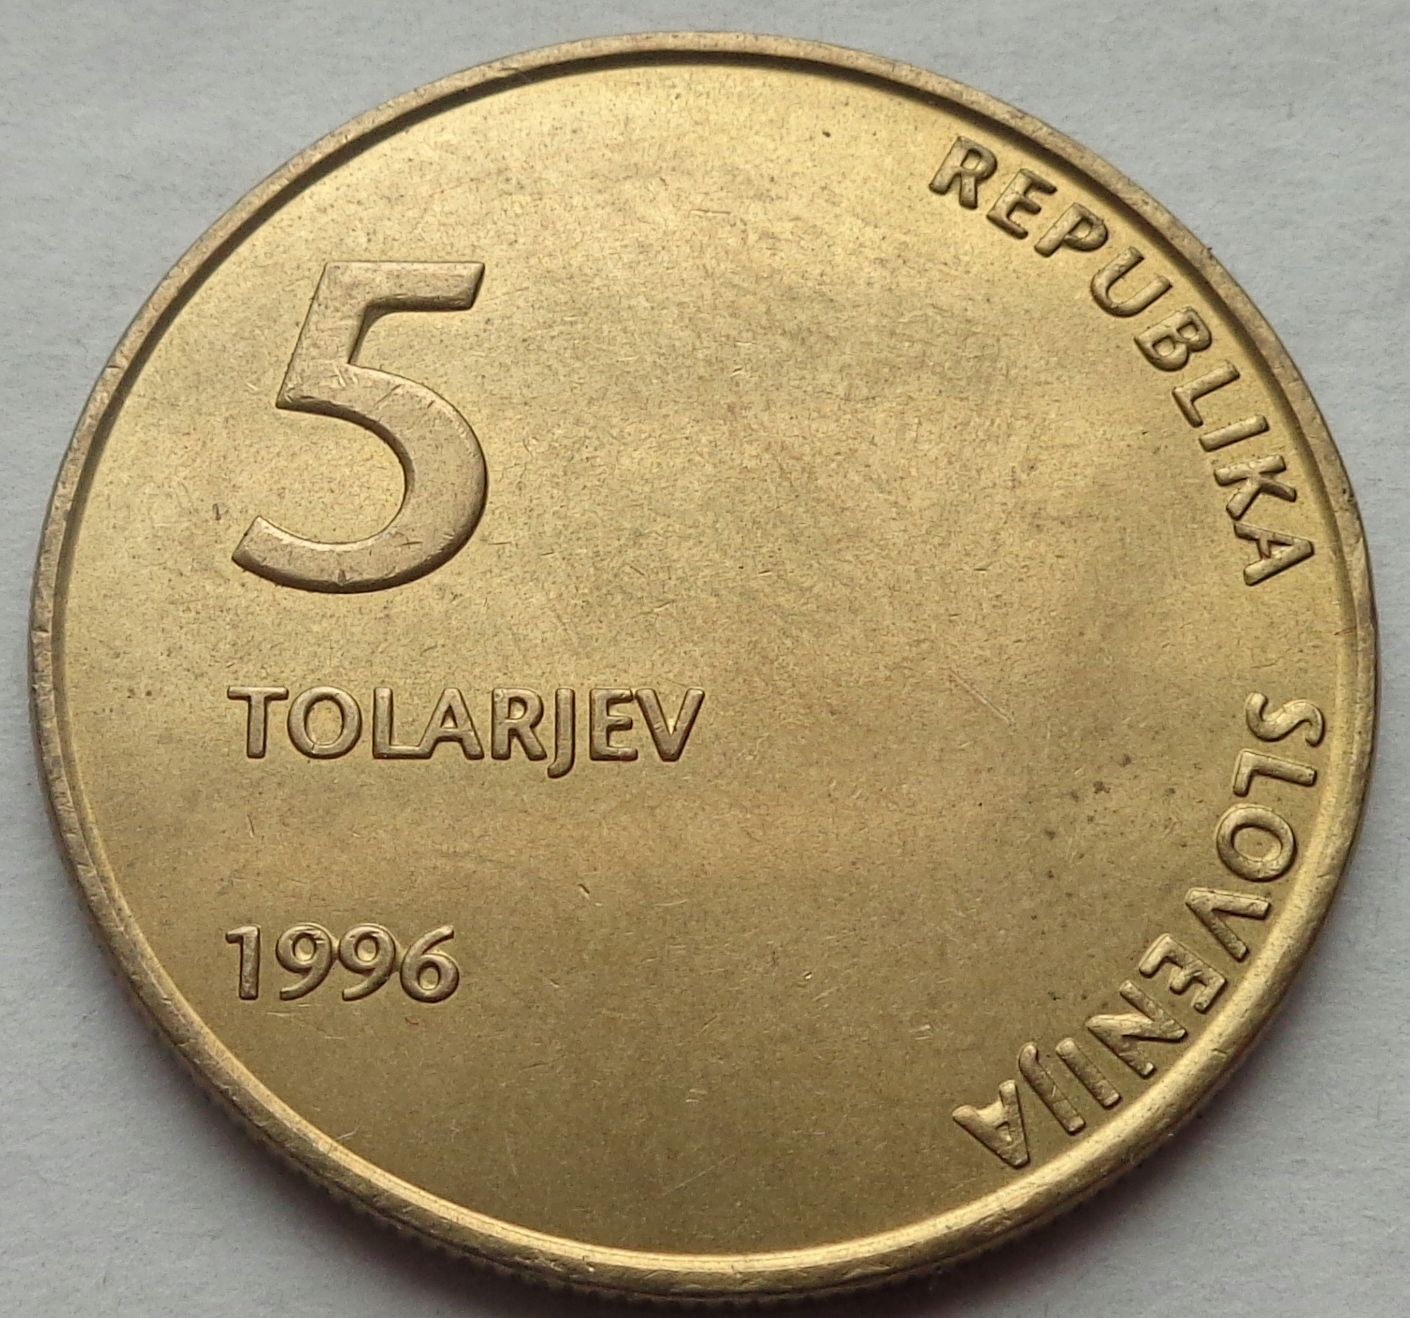 5
TOLARJEV
1996
REPUBLIKA SLOVENIJA